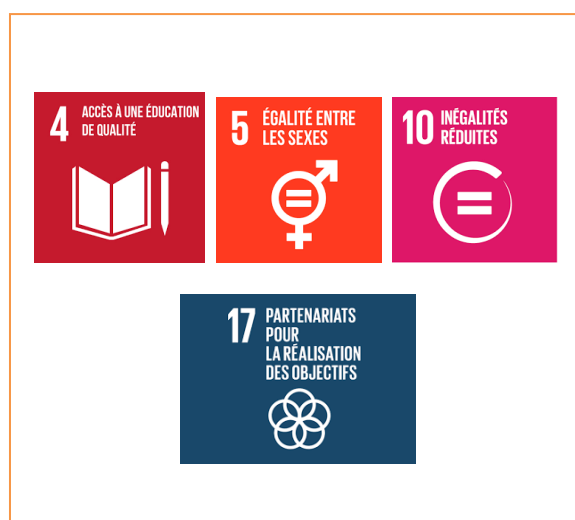 4 ACCÈS À UNE ÉDUCATION
DE QUALITÉ
5 ÉGALITÉ ENTRE
LES SEXES
10 INÉGALITÉS
RÉDUITES
17 PARTENARIATS
POUR
LA RÉALISATION
DES OBJECTIFS